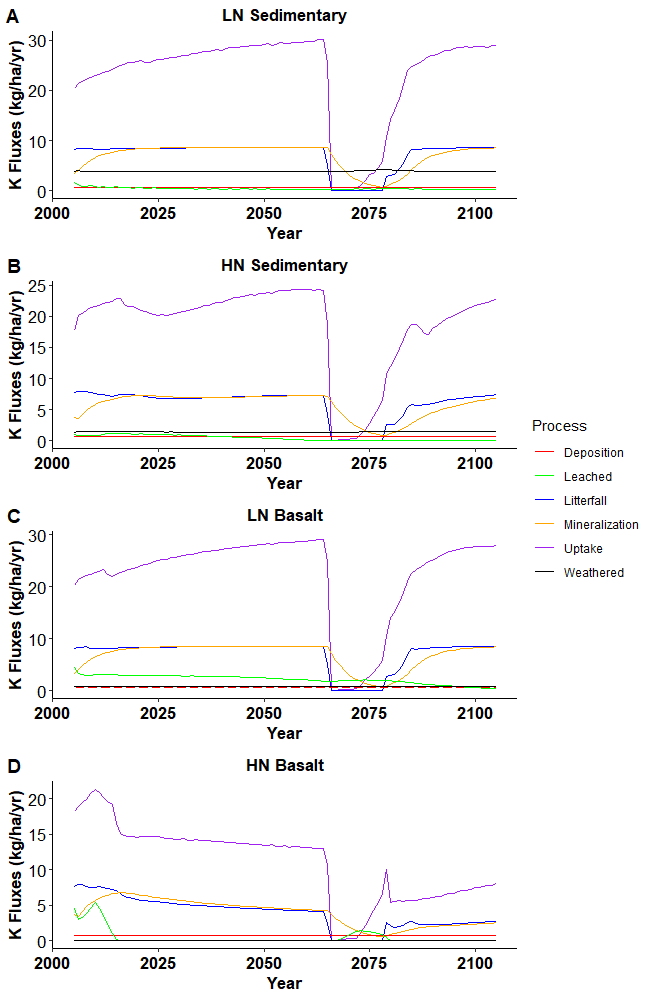 A
LN Sedimentary
K Fluxes (kg/ha/yr)
30
20
10
0
2000 2025 2050 2075 2100
Year
B
HN Sedimentary
K Fluxes (kg/ha/yr)
25
20
15
10
5
0
2000 2025 2050 2075 2100
Year
Process
Deposition
Leached
Litterfall
Mineralization
Uptake
Weathered
C
LN Basalt
K Fluxes (kg/ha/yr)
30
20
10
0
2000 2025 2050 2075 2100
Year
D
HN Basalt
K Fluxes (kg/ha/yr)
20
15
10
5
0
2000 2025 2050 2075 2100
Year